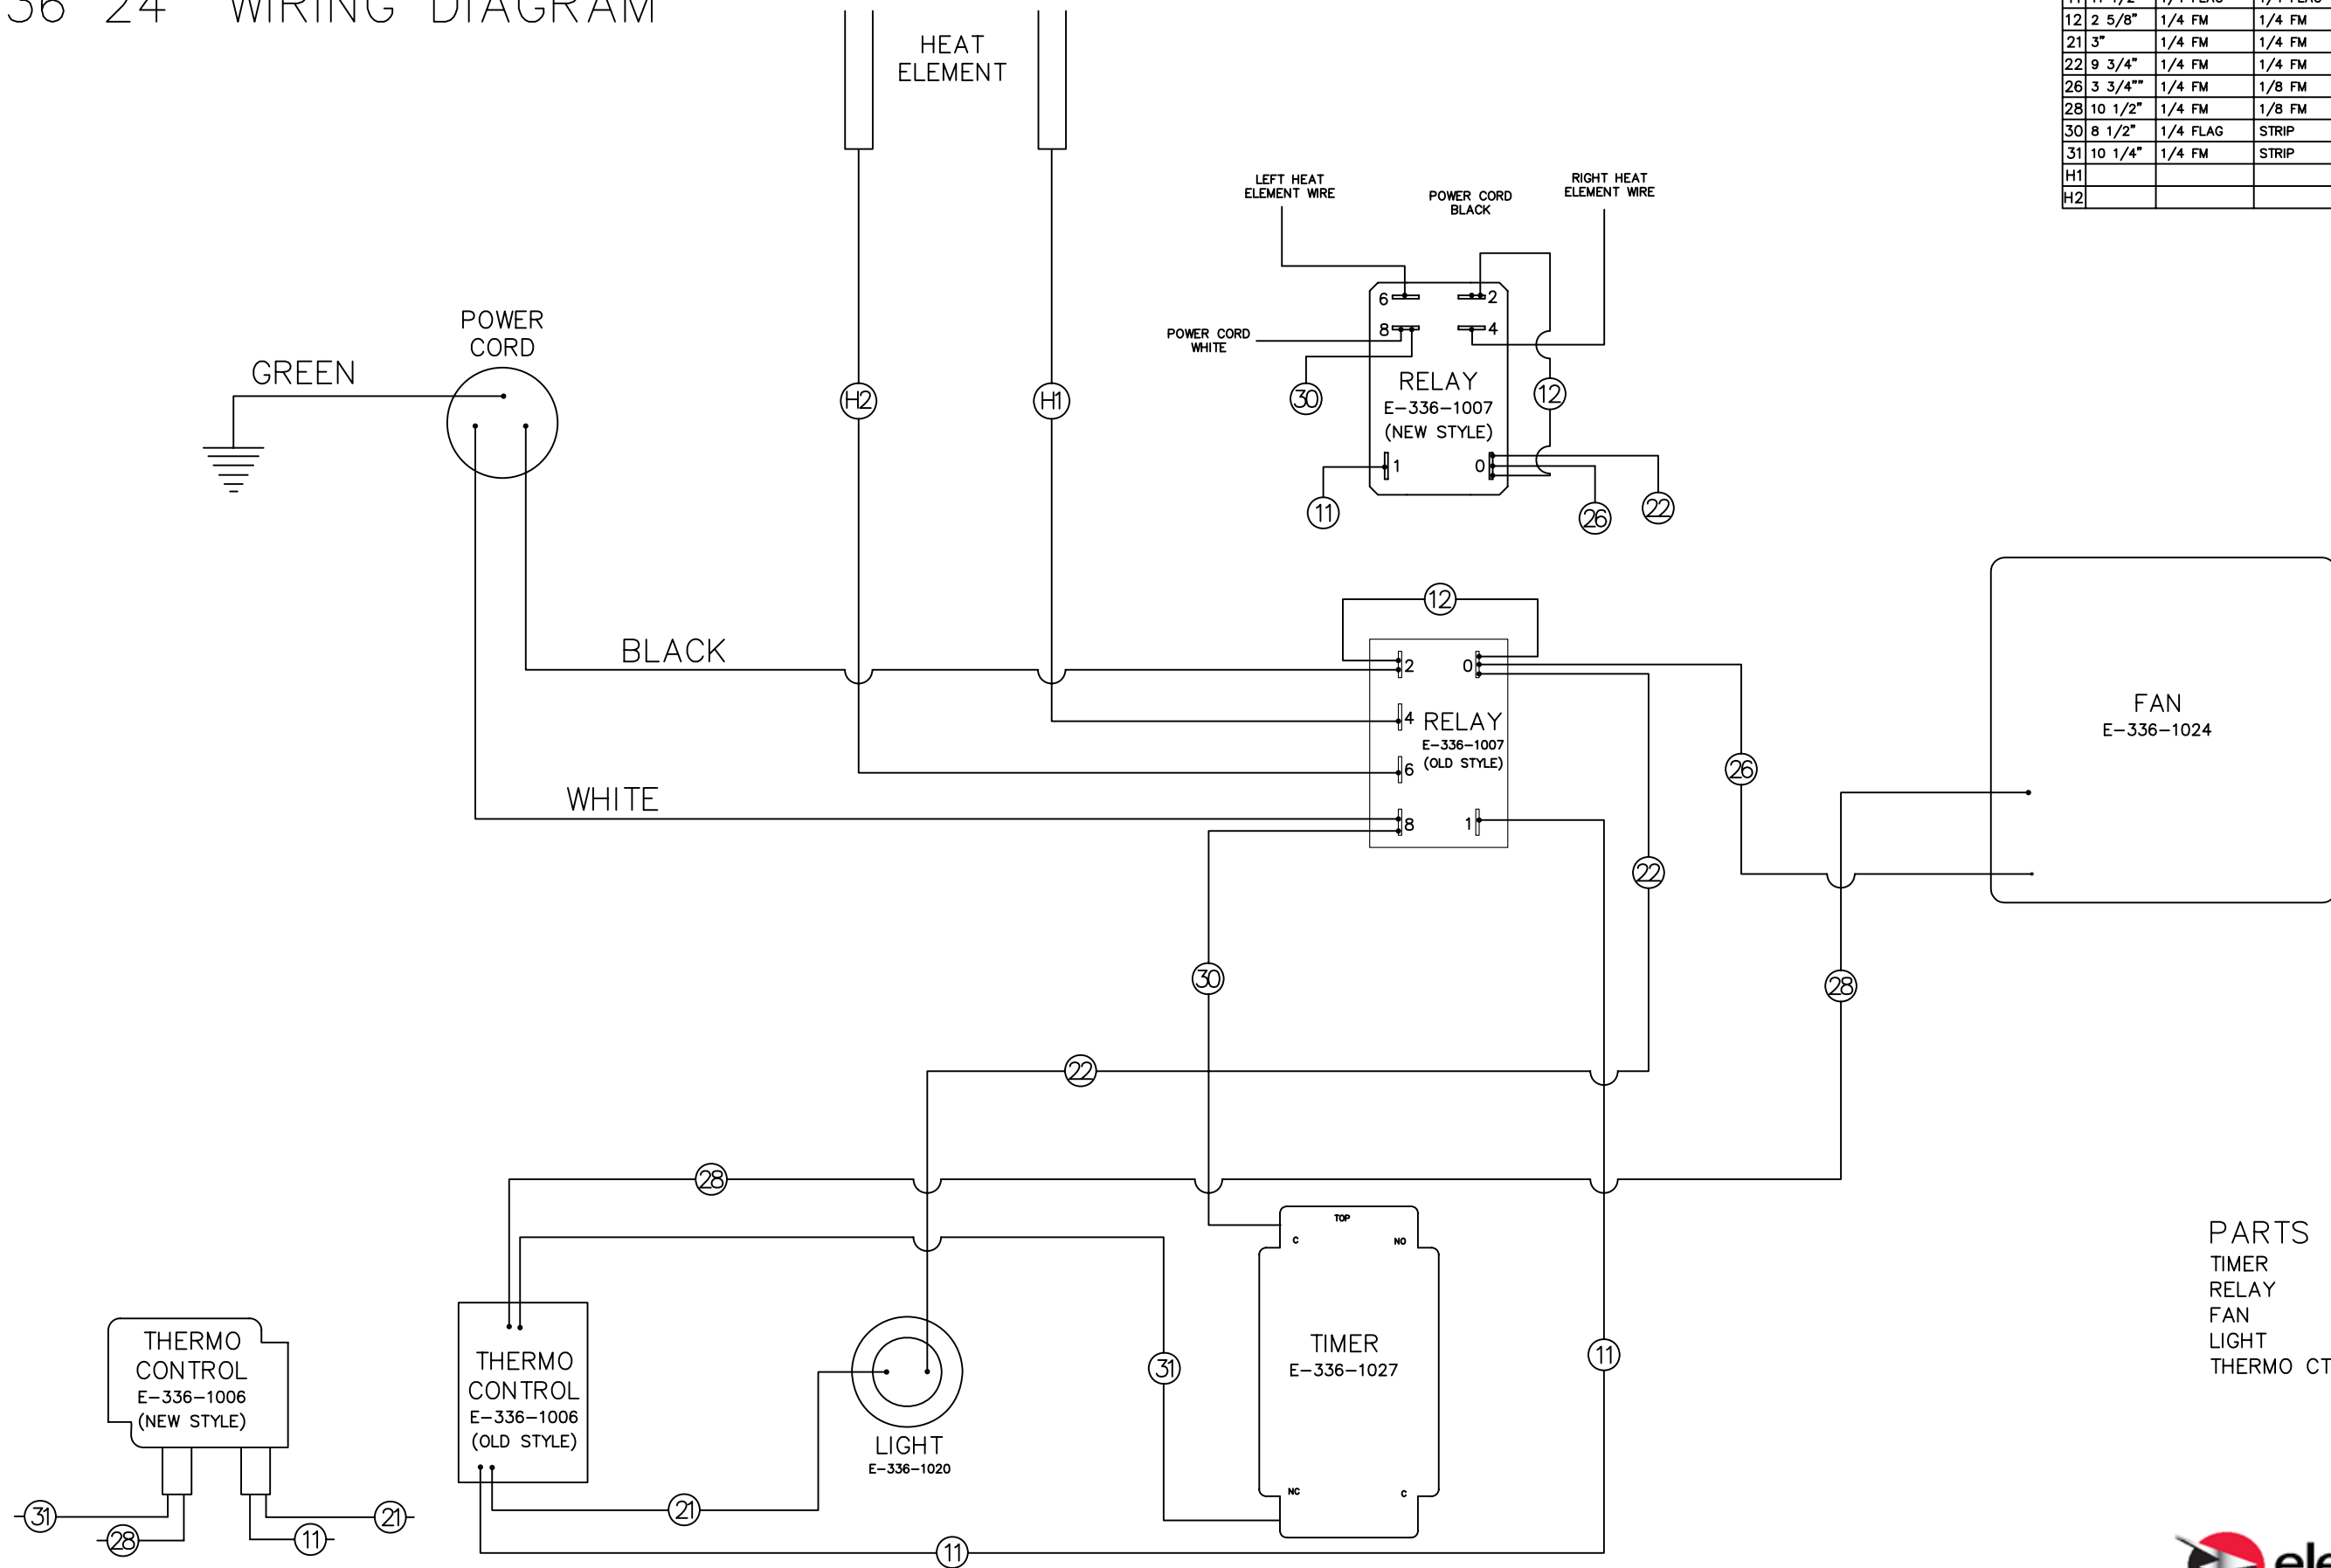 WIRING DIAGRAM
12 2 5/8" 1/4 FM 1/4 FM
21 3" 1/4 FM 1/4 FM
22 9 3/4" 1/4 FM 1/4 FM
26 3 3/4"" 1/4 FM 1/8 FM
28 10 1/2" 1/4 FM 1/8 FM
30 8 1/2" 1/4 FLAG STRIP
31 10 1/4" 1/4 FM STRIP
H1
H2
HEAT
ELEMENT
LEFT HEAT
ELEMENT WIRE
POWER CORD
BLACK
RIGHT HEAT
ELEMENT WIRE
6
2
8
4
POWER CORD
WHITE
RELAY
E-336-1007
(NEW STYLE)
30
12
1
0
11
26
22
POWER
CORD
GREEN
H2
H1
12
BLACK
2
0
4
RELAY
E-336-1007
(OLD STYLE)
6
WHITE
8
1
FAN
E-336-1024
26
22
30
28
22
28
TOP
C
NO
TIMER
E-336-1027
NC
C
31
11
THERMO
CONTROL
E-336-1006
(NEW STYLE)
31
28
11
21
THERMO
CONTROL
E-336-1006
(OLD STYLE)
LIGHT
E-336-1020
21
11
PARTS
TIMER
RELAY
FAN
LIGHT
THERMO CT
ele